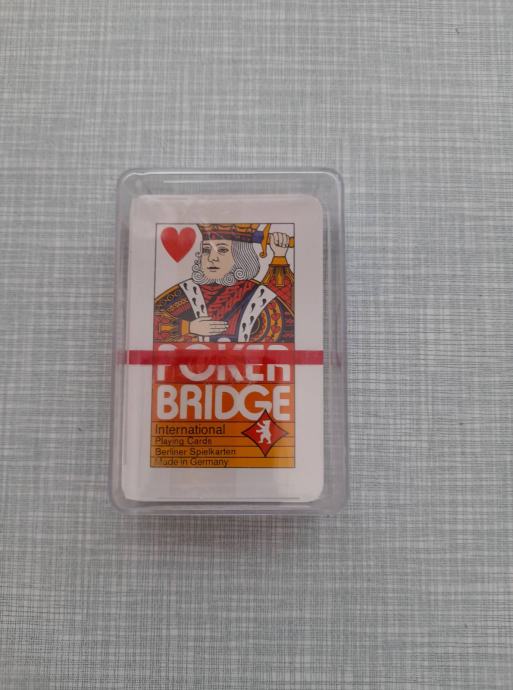 POKER
BRIDGE
International
Playing Cards
Berliner Spielkarten
Made in Germany